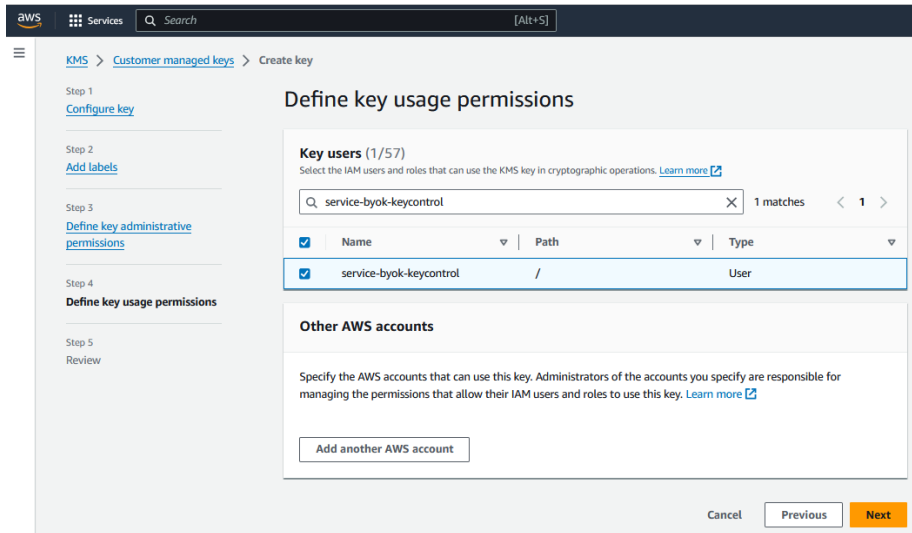 aws
Services
Search
[Alt+S]
KMS > Customer managed keys > Create key
Step 1
Configure key
Step 2
Add labels
Step 3
Define key administrative
permissions
Step 4
Define key usage permissions
Step 5
Review
Define key usage permissions
Key users (1/57)
Select the IAM users and roles that can use the KMS key in cryptographic operations. Learn more
service-byok-keycontrol
1 matches
< 1 >
Name Path Type
service-byok-keycontrol / User
Other AWS accounts
Specify the AWS accounts that can use this key. Administrators of the accounts you specify are responsible for
managing the permissions that allow their IAM users and roles to use this key. Learn more
Add another AWS account
Cancel Previous Next